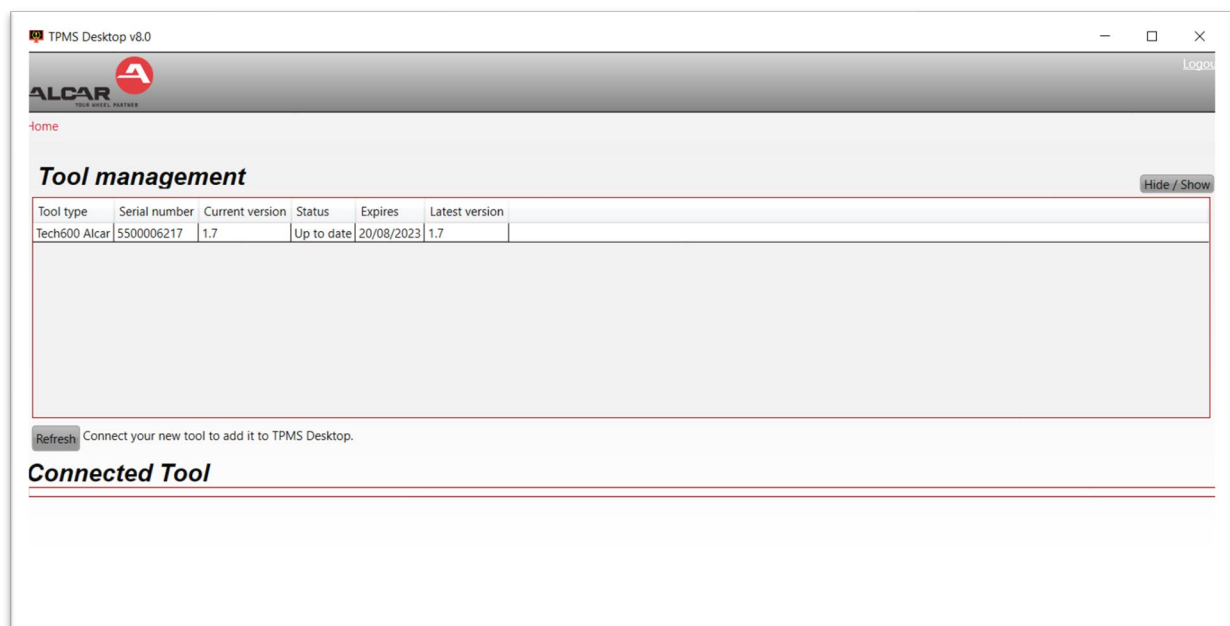 TPMS Desktop v8.0
Logou
ALCAR
YOUR WHEEL PARTNER
Home
Tool management
Hide / Show
Tool type Serial number Current version Status Expires Latest version
Tech600 Alcar 5500006217 1.7 Up to date 20/08/2023 1.7
Refresh Connect your new tool to add it to TPMS Desktop.
Connected Tool